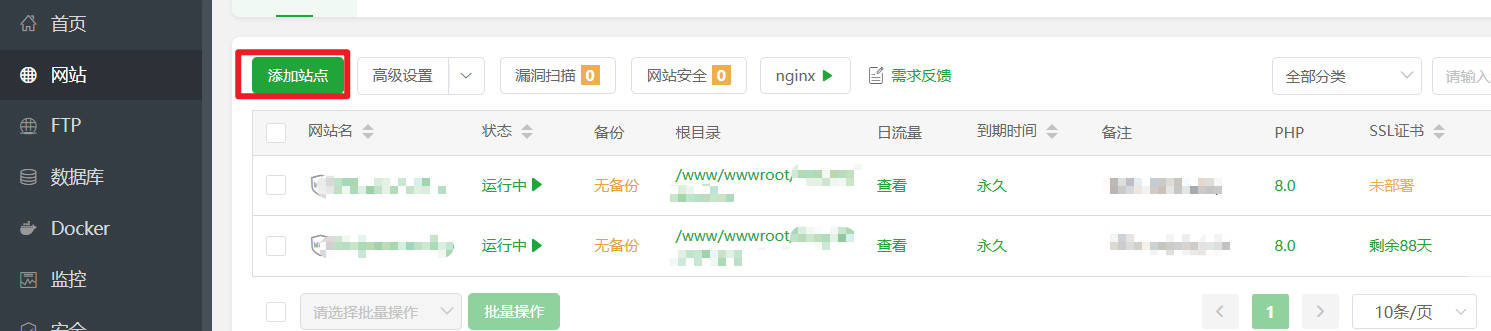 首页
网站
FTP
数据库
Docker
监控
安全
添加站点 高级设置 漏洞扫描 0 网站安全 0 nginx 需求反馈 全部分类 请输入
网站名 状态 备份 根目录 日流量 到期时间 备注 PHP SSL证书
运行中 无备份 /www/wwwroot/ 查看 永久 8.0 未部署
运行中 无备份 /www/wwwroot/ 查看 永久 8.0 剩余88天
请选择批量操作 批量操作 1 10条/页